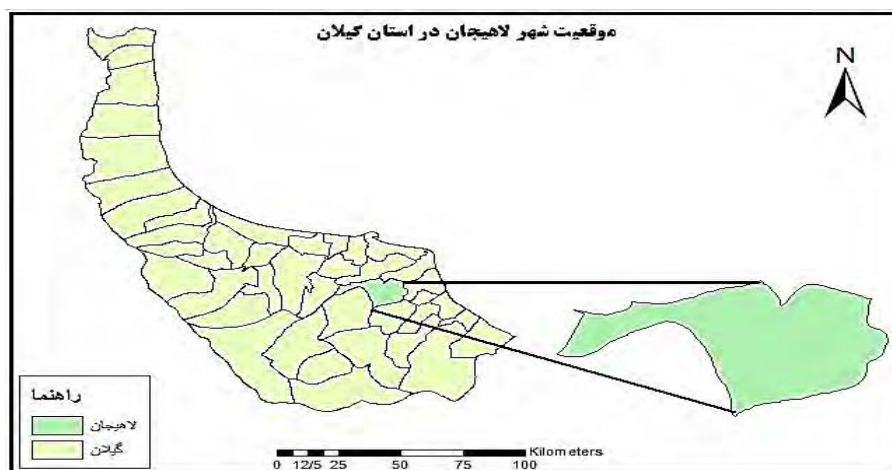 موقعیت شهر لاهیجان در استان گیلان
N
راهنما
لاهیجان
گیلان
Kilometers
0 12/5 25 50 75 100